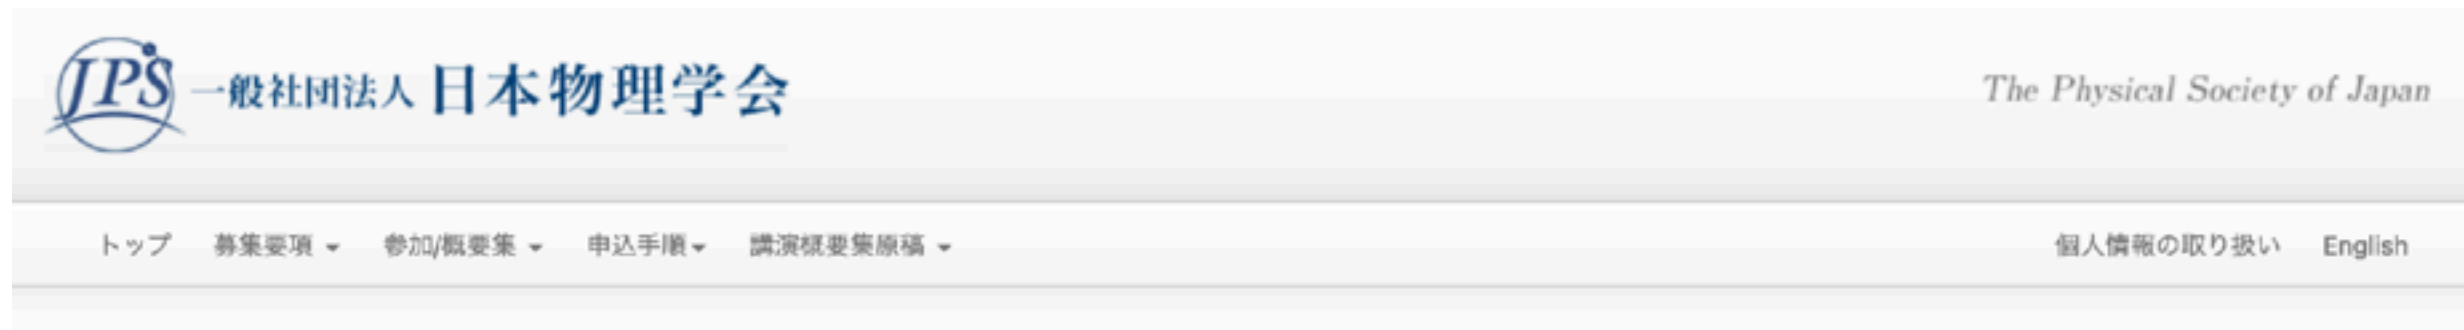 JPS 一般社団法人 日本物理学会 The Physical Society of Japan
トップ 募集要項 参加/概要集 申込手順 講演概要集原稿 個人情報の取り扱い English